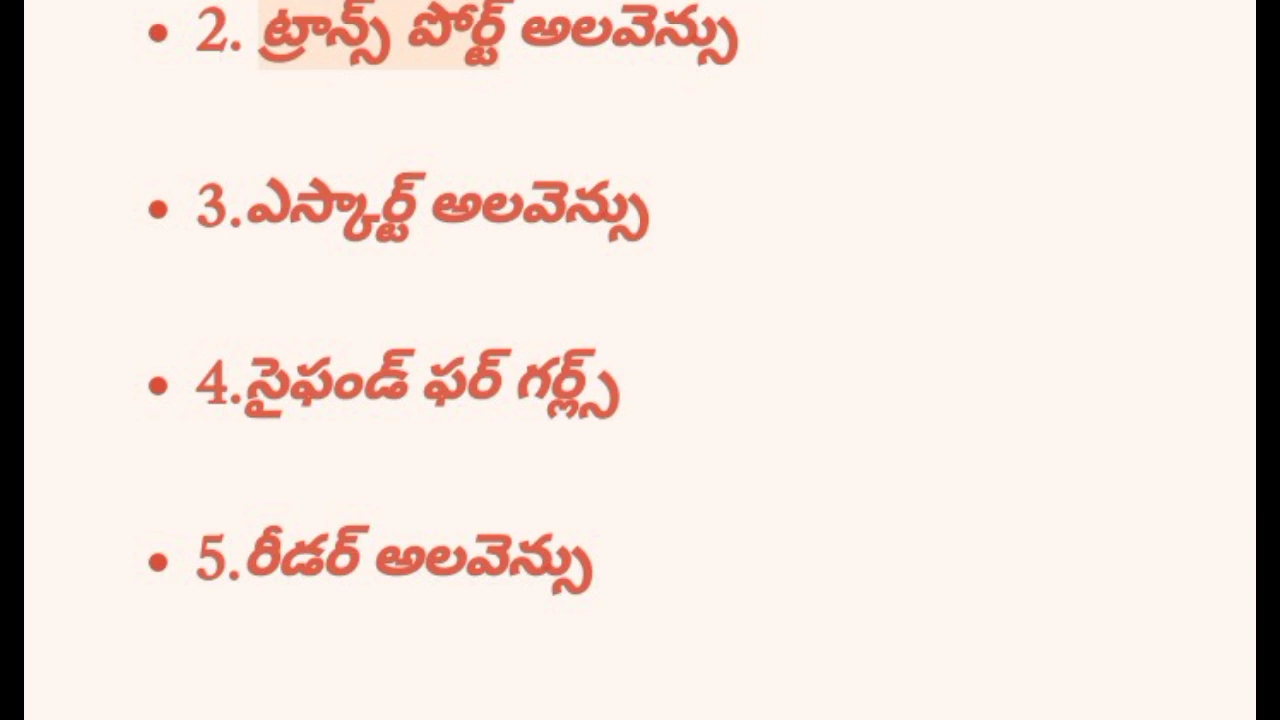 • 2. ట్రాన్స్ పోర్ట్ అలవెన్సు
• 3.ఎస్కార్ట్ అలవెన్సు
• 4.సైఫండ్ ఫర్ గర్ల్స్
• 5.రీడర్ అలవెన్సు